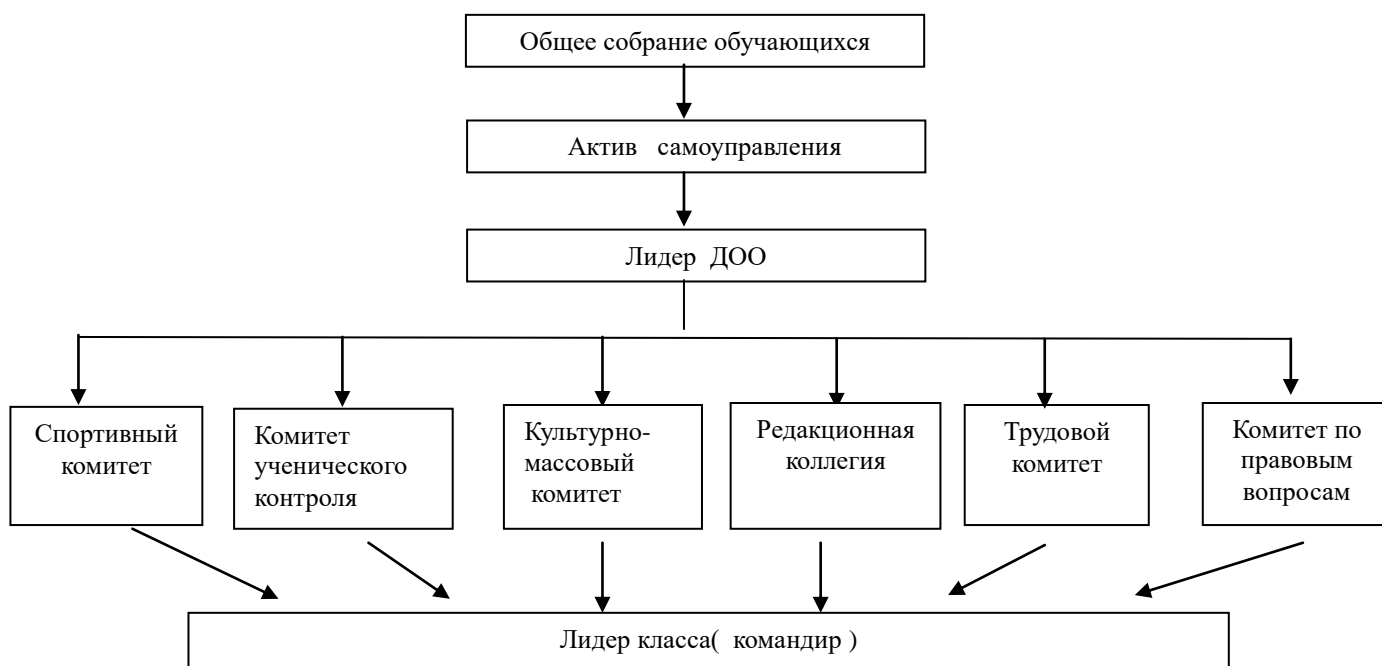 Общее собрание обучающихся
Актив самоуправления
Лидер ДОО
Спортивный
комитет
Комитет
ученического
контроля
Культурно-
массовый
комитет
Редакционная
коллегия
Трудовой
комитет
Комитет по
правовым
вопросам
Лидер класса( командир )